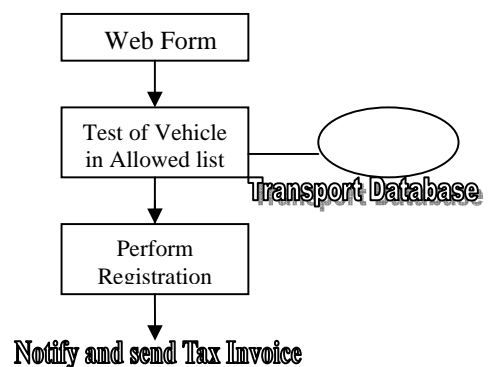 Web Form
Test of Vehicle
in Allowed list
Transport Database
Perform
Registration
Notify and send Tax Invoice